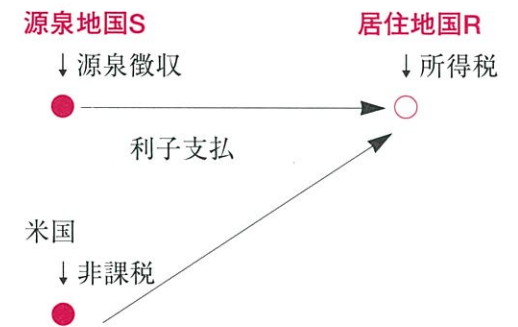 源泉地国S
居住地国R
↓源泉徴収
↓所得税
利子支払
米国
↓非課税